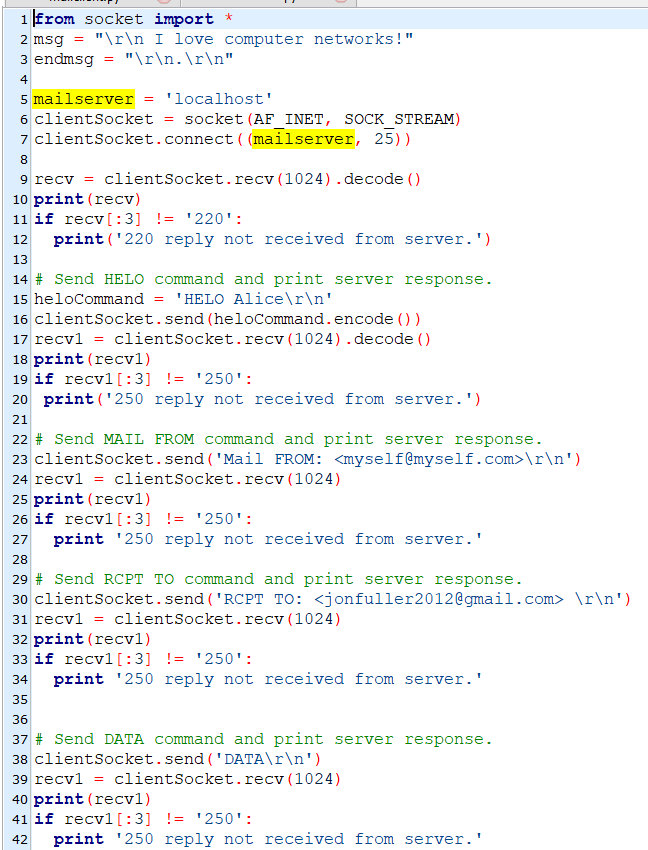 1 from socket import *
2 msg = "\r\n I love computer networks!"
3 endmsg = "\r\n.\r\n"
4
5 mailserver = 'localhost'
6 clientSocket = socket(AF_INET, SOCK_STREAM)
7 clientSocket.connect((mailserver, 25))
8
9 recv = clientSocket.recv(1024).decode()
10 print(recv)
11 if recv[:3] != '220':
12   print('220 reply not received from server.')
13
14 # Send HELO command and print server response.
15 heloCommand = 'HELO Alice\r\n'
16 clientSocket.send(heloCommand.encode())
17 recv1 = clientSocket.recv(1024).decode()
18 print(recv1)
19 if recv1[:3] != '250':
20  print('250 reply not received from server.')
21
22 # Send MAIL FROM command and print server response.
23 clientSocket.send('Mail FROM: <myself@myself.com>\r\n')
24 recv1 = clientSocket.recv(1024)
25 print(recv1)
26 if recv1[:3] != '250':
27   print '250 reply not received from server.'
28
29 # Send RCPT TO command and print server response.
30 clientSocket.send('RCPT TO: <jonfuller2012@gmail.com> \r\n')
31 recv1 = clientSocket.recv(1024)
32 print(recv1)
33 if recv1[:3] != '250':
34   print '250 reply not received from server.'
35
36
37 # Send DATA command and print server response.
38 clientSocket.send('DATA\r\n')
39 recv1 = clientSocket.recv(1024)
40 print(recv1)
41 if recv1[:3] != '250':
42   print '250 reply not received from server.'